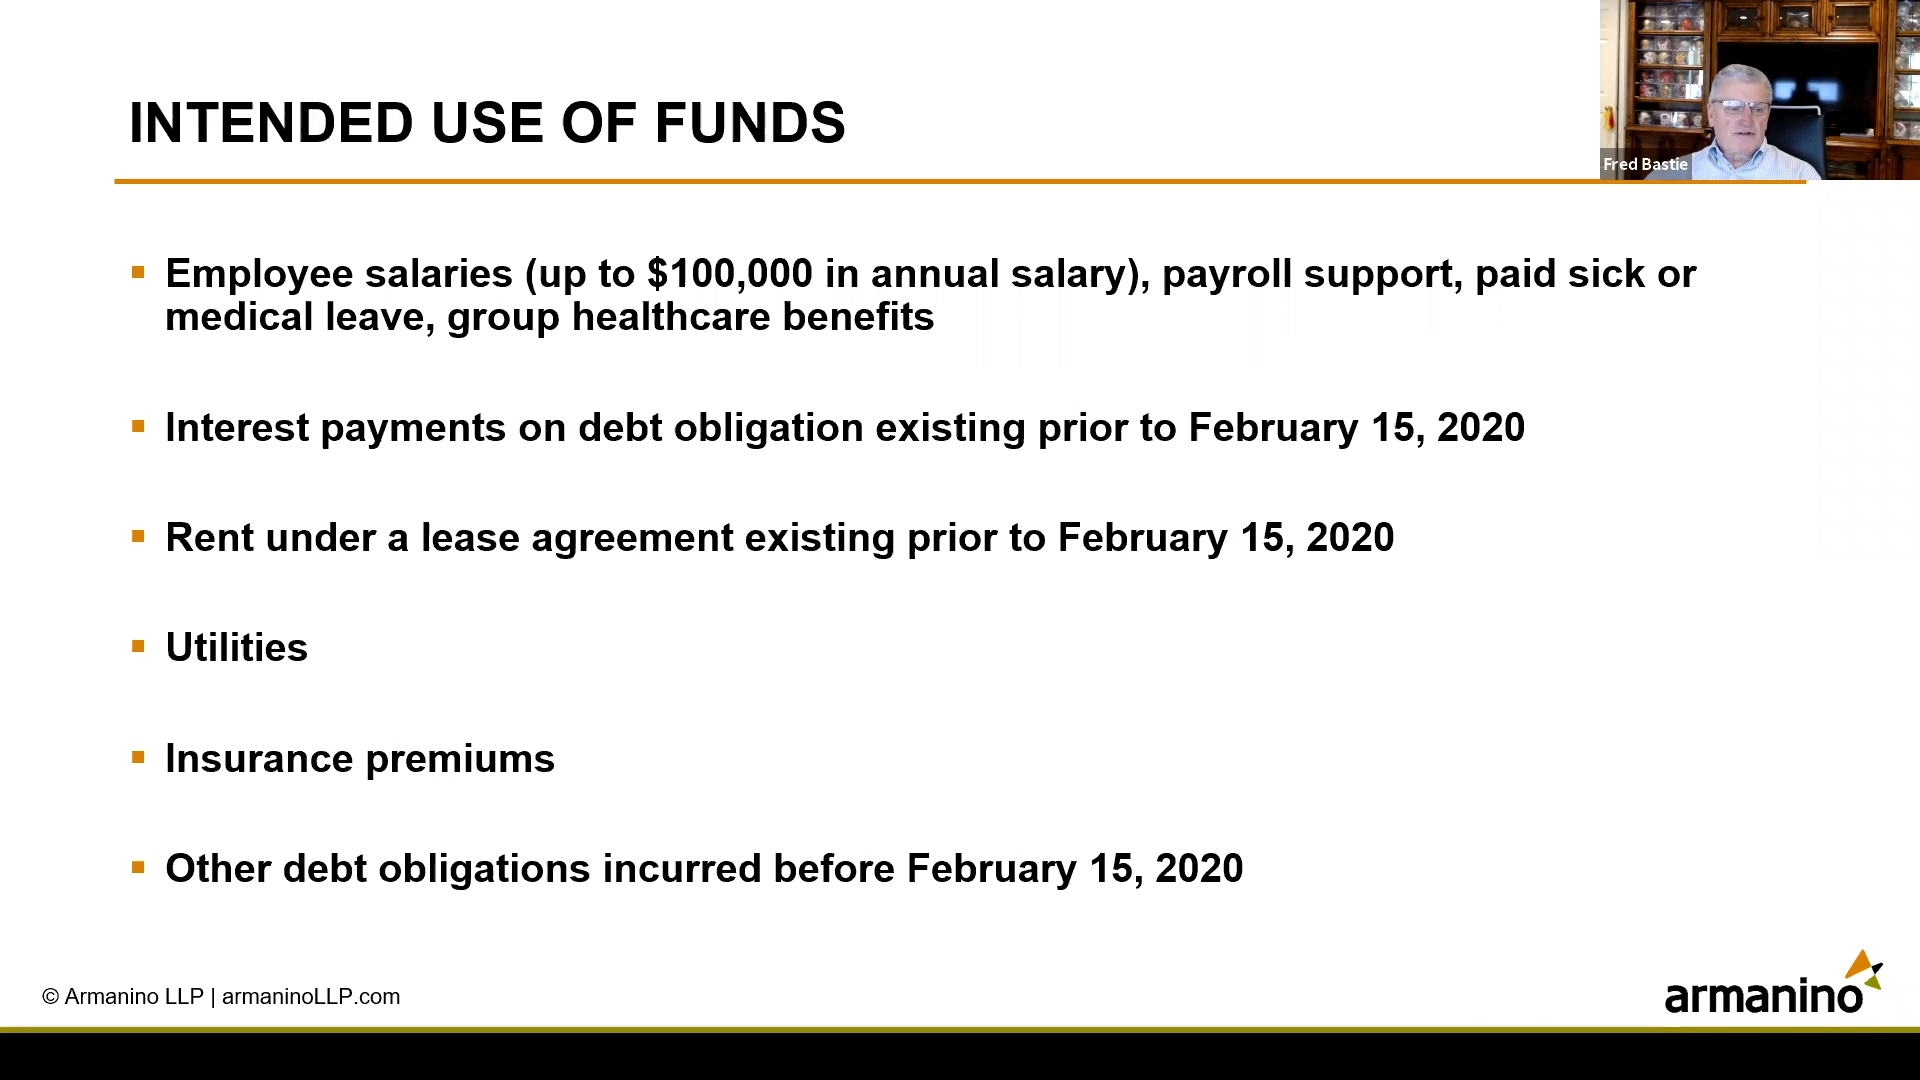 INTENDED USE OF FUNDS
Fred Bastie
▪ Employee salaries (up to $100,000 in annual salary), payroll support, paid sick or
medical leave, group healthcare benefits
▪ Interest payments on debt obligation existing prior to February 15, 2020
▪ Rent under a lease agreement existing prior to February 15, 2020
▪ Utilities
▪ Insurance premiums
▪ Other debt obligations incurred before February 15, 2020
© Armanino LLP | armaninoLLP.com
armanino